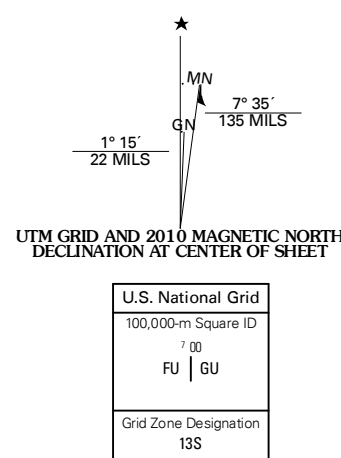 ★
MN
7° 35´
135 MILS
GN
1° 15´
22 MILS
UTM GRID AND 2010 MAGNETIC NORTH
DECLINATION AT CENTER OF SHEET
U.S. National Grid
100,000-m Square ID
7 00
FU | GU
Grid Zone Designation
13S